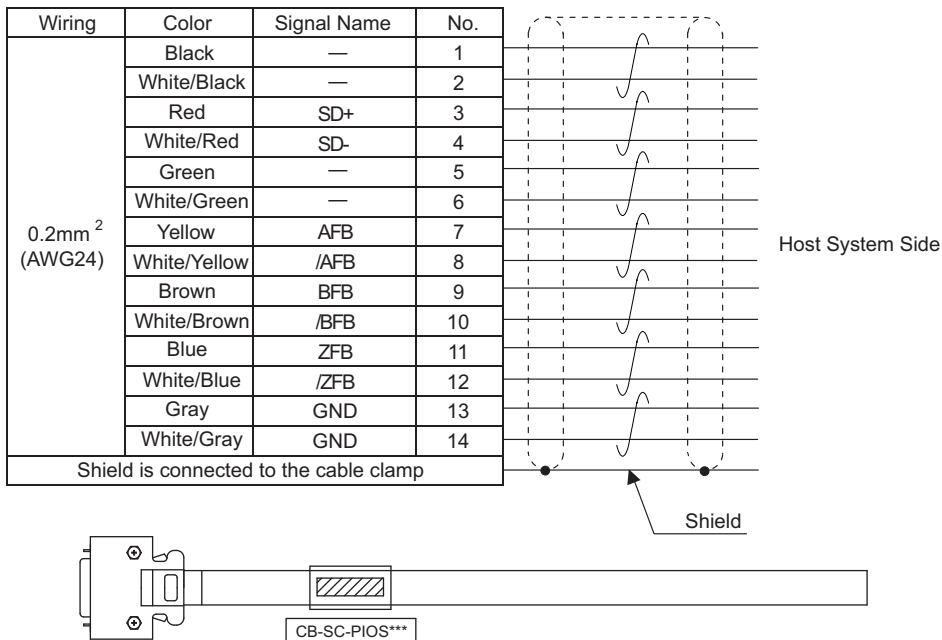 Wiring Color Signal Name No.
Black — 1
White/Black — 2
Red SD+ 3
White/Red SD- 4
Green — 5
White/Green — 6
0.2mm 2
(AWG24)
Yellow AFB 7
White/Yellow /AFB 8
Brown BFB 9
White/Brown /BFB 10
Blue ZFB 11
White/Blue /ZFB 12
Gray GND 13
White/Gray GND 14
Shield is connected to the cable clamp
Host System Side
Shield
CB-SC-PIOS***